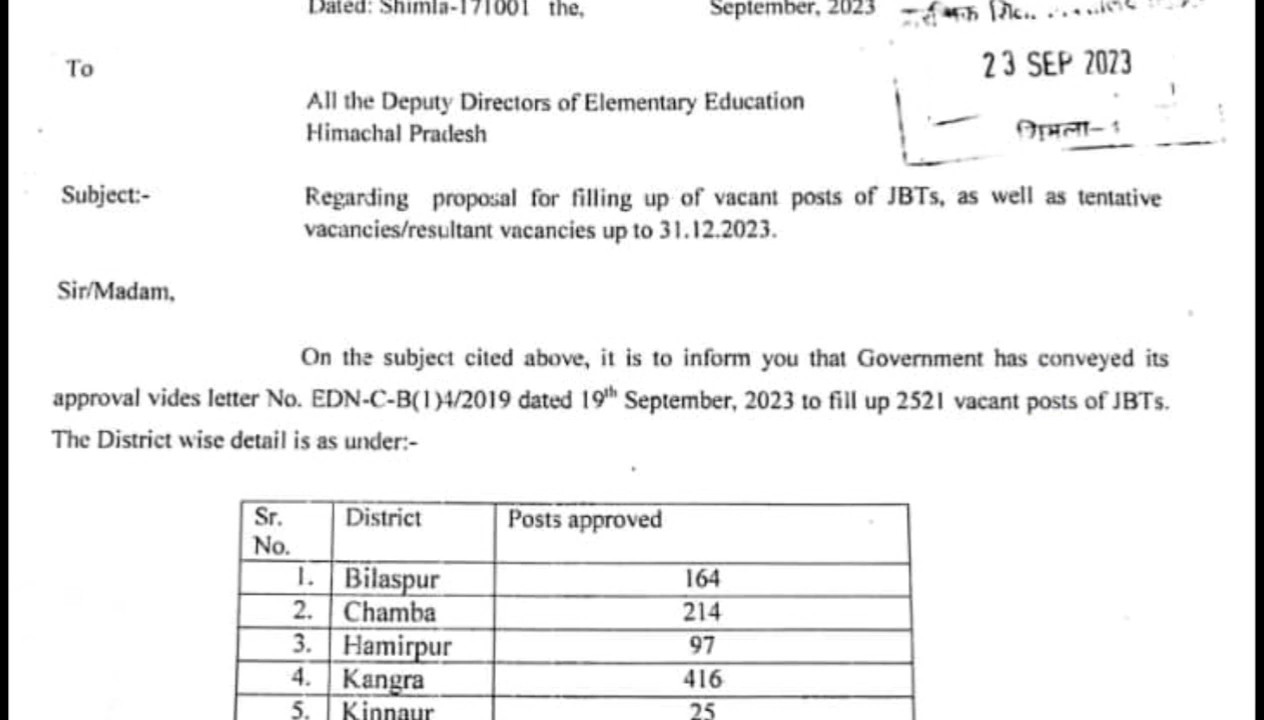 Dated: Shimla-171001 the, September, 2023
23 SEP 2023
शिमला-1
To
All the Deputy Directors of Elementary Education
Himachal Pradesh
Subject:- Regarding proposal for filling up of vacant posts of JBTs, as well as tentative
vacancies/resultant vacancies up to 31.12.2023.
Sir/Madam,
On the subject cited above, it is to inform you that Government has conveyed its
approval vides letter No. EDN-C-B(1)4/2019 dated 19th September, 2023 to fill up 2521 vacant posts of JBTs.
The District wise detail is as under:-
Sr. No. District Posts approved
1. Bilaspur 164
2. Chamba 214
3. Hamirpur 97
4. Kangra 416
5. Kinnaur 25